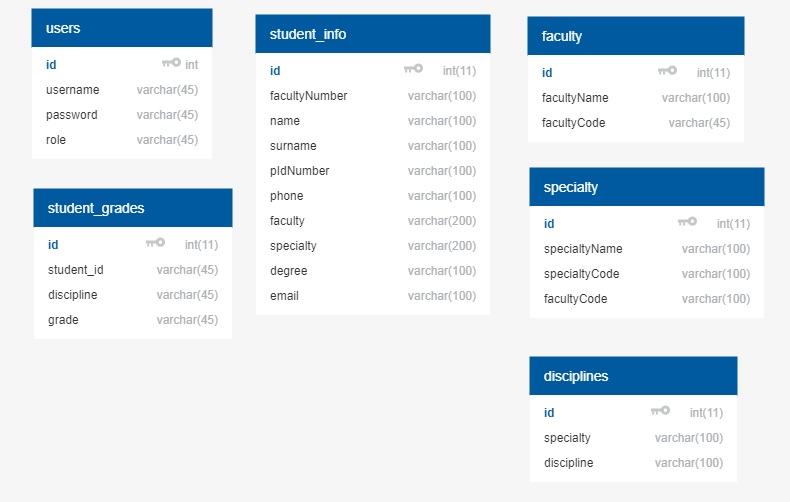 users
id int
username varchar(45)
password varchar(45)
role varchar(45)
student_grades
id int(11)
student_id varchar(45)
discipline varchar(45)
grade varchar(45)
student_info
id int(11)
facultyNumber varchar(100)
name varchar(100)
surname varchar(100)
pIdNumber varchar(100)
phone varchar(100)
faculty varchar(200)
specialty varchar(200)
degree varchar(100)
email varchar(100)
faculty
id int(11)
facultyName varchar(100)
facultyCode varchar(45)
specialty
id int(11)
specialtyName varchar(100)
specialtyCode varchar(100)
facultyCode varchar(100)
disciplines
id int(11)
specialty varchar(100)
discipline varchar(100)